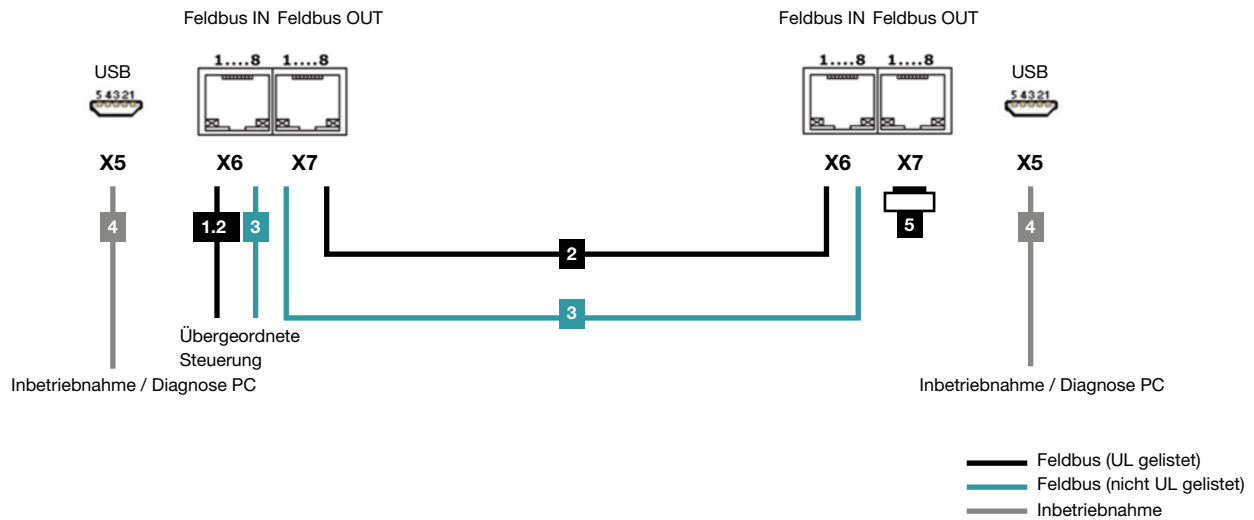 Feldbus IN Feldbus OUT
Feldbus IN Feldbus OUT
USB
1....8 1....8
1....8 1....8
USB
5 4 3 2 1
5 4 3 2 1
X5
X6
X7
X6
X7
X5
4
1.2
3
5
4
2
3
Übergeordnete
Steuerung
Inbetriebnahme / Diagnose PC
Inbetriebnahme / Diagnose PC
Feldbus (UL gelistet)
Feldbus (nicht UL gelistet)
Inbetriebnahme